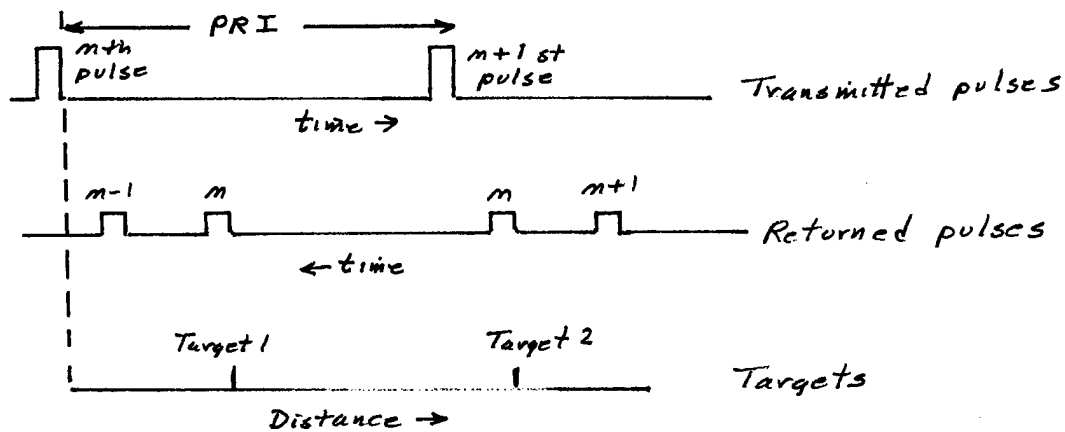 ← PRI →
nth
pulse
n+1 st
pulse
Transmitted pulses
time →
n-1
n
n
n+1
Returned pulses
← time
Target 1
Target 2
Targets
Distance →